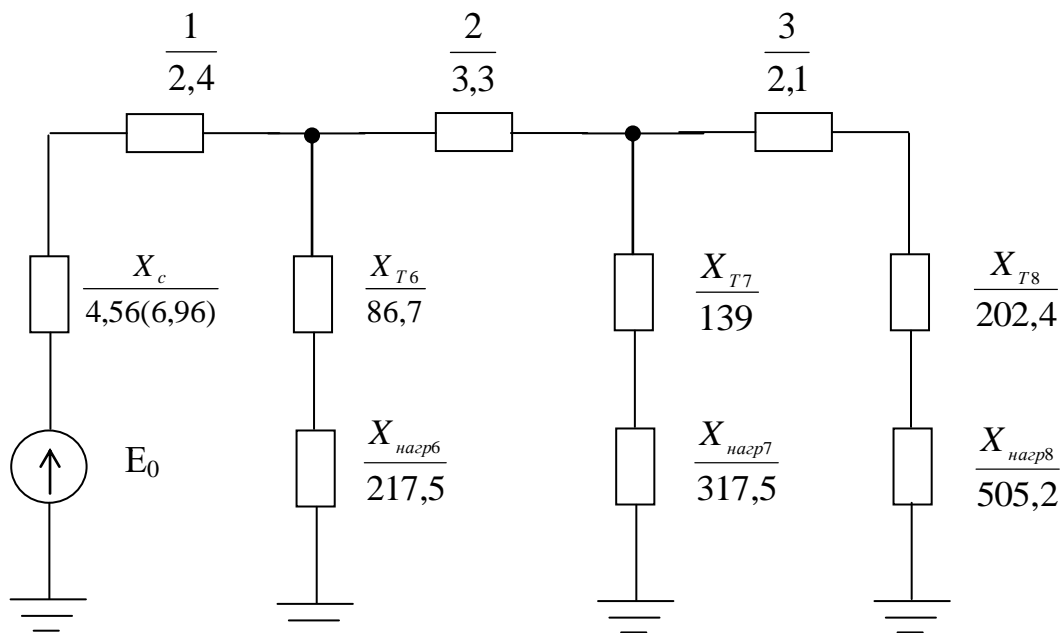 1
2,4
2
3,3
3
2,1
X_c
4,56(6,96)
X_T6
86,7
X_T7
139
X_T8
202,4
E₀
X_нагр6
217,5
X_нагр7
317,5
X_нагр8
505,2